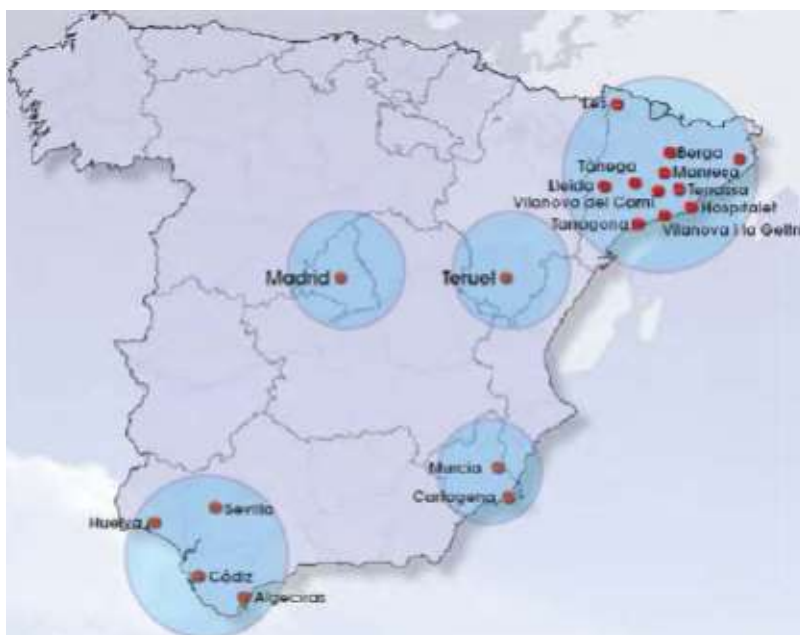 Les
Berga
Tárrega
Manresa
Lleida
Terrassa
Vilanova del Camí
Hospitalet
Tarragona
Vilanova i la Geltrú
Madrid
Teruel
Murcia
Cartagena
Sevilla
Huelva
Cádiz
Algeciras